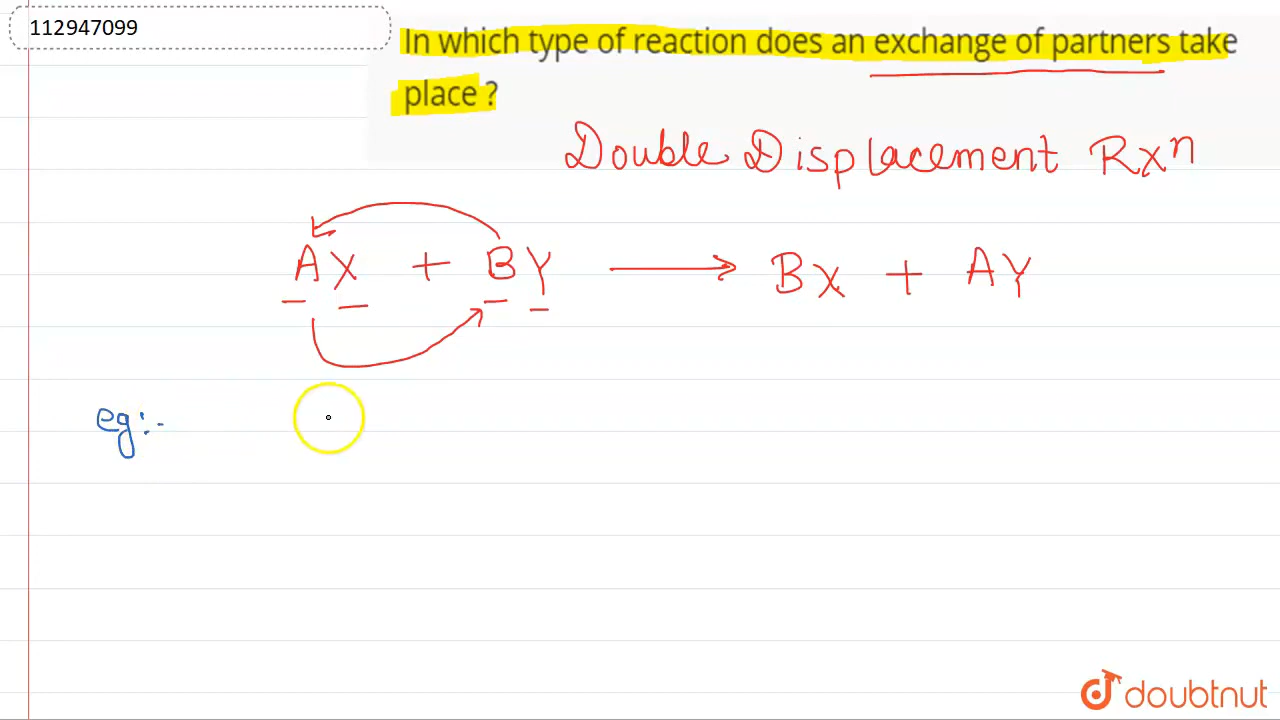 112947099
In which type of reaction does an exchange of partners take
place ?
Double Displacement Rxⁿ
AX + BY → BX + AY
eg:-
doubtnut